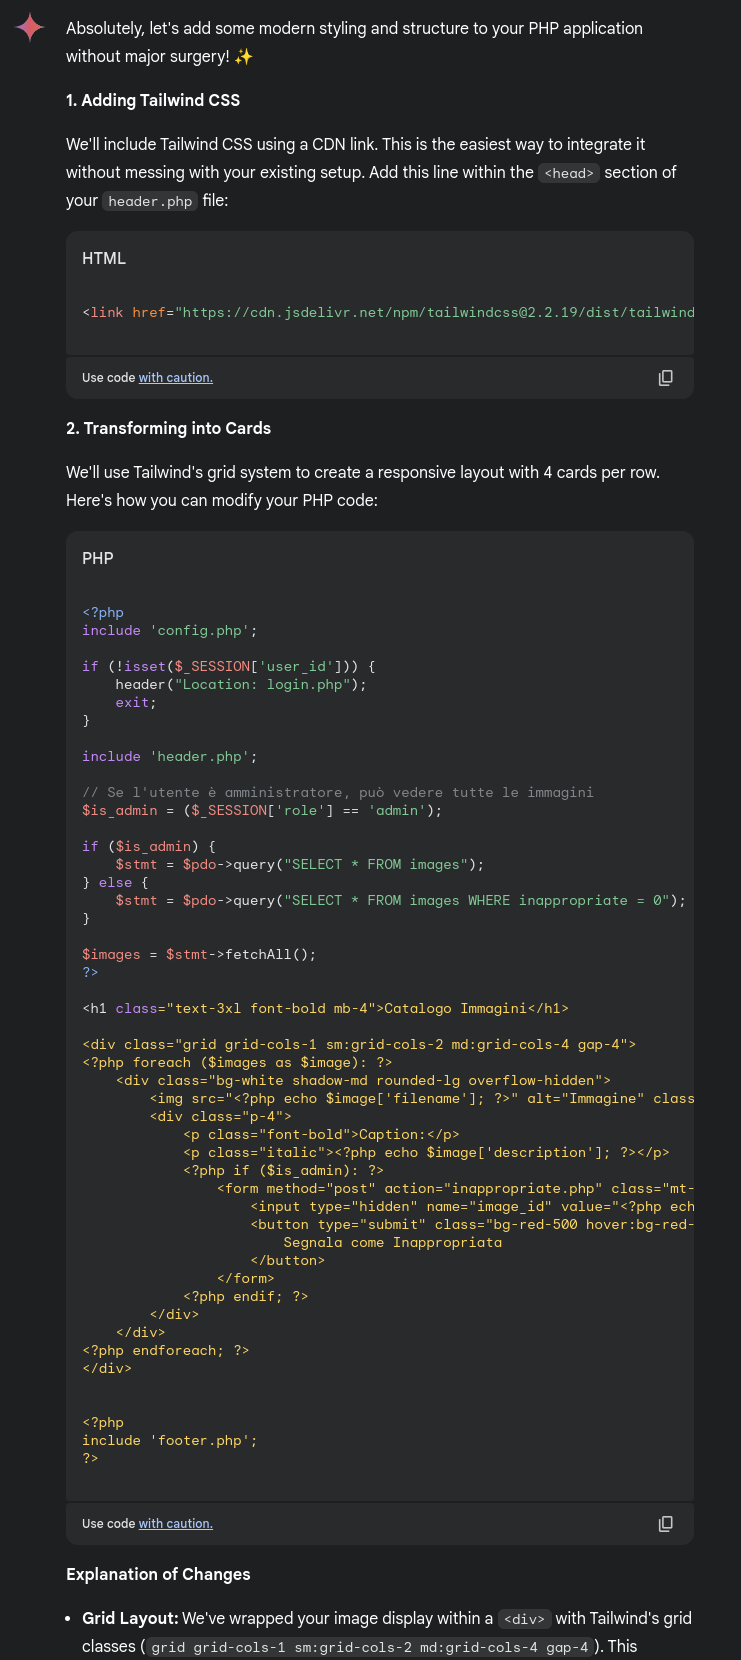 Absolutely, let's add some modern styling and structure to your PHP application
without major surgery! ✨
1. Adding Tailwind CSS
We'll include Tailwind CSS using a CDN link. This is the easiest way to integrate it
without messing with your existing setup. Add this line within the <head> section of
your header.php file:
HTML
<link href="https://cdn.jsdelivr.net/npm/tailwindcss@2.2.19/dist/tailwind
Use code with caution.
2. Transforming into Cards
We'll use Tailwind's grid system to create a responsive layout with 4 cards per row.
Here's how you can modify your PHP code:
PHP
<?php
include 'config.php';
if (!isset($_SESSION['user_id'])) {
    header("Location: login.php");
    exit;
}
include 'header.php';
// Se l'utente è amministratore, può vedere tutte le immagini
$is_admin = ($_SESSION['role'] == 'admin');
if ($is_admin) {
    $stmt = $pdo->query("SELECT * FROM images");
} else {
    $stmt = $pdo->query("SELECT * FROM images WHERE inappropriate = 0");
}
$images = $stmt->fetchAll();
?>
<h1 class="text-3xl font-bold mb-4">Catalogo Immagini</h1>
<div class="grid grid-cols-1 sm:grid-cols-2 md:grid-cols-4 gap-4">
<?php foreach ($images as $image): ?>
    <div class="bg-white shadow-md rounded-lg overflow-hidden">
        <img src="<?php echo $image['filename']; ?>" alt="Immagine" class
        <div class="p-4">
            <p class="font-bold">Caption:</p>
            <p class="italic"><?php echo $image['description']; ?></p>
            <?php if ($is_admin): ?>
                <form method="post" action="inappropriate.php" class="mt-
                    <input type="hidden" name="image_id" value="<?php ech
                    <button type="submit" class="bg-red-500 hover:bg-red-
                        Segnala come Inappropriata
                    </button>
                </form>
            <?php endif; ?>
        </div>
    </div>
<?php endforeach; ?>
</div>
<?php
include 'footer.php';
?>
Use code with caution.
Explanation of Changes
• Grid Layout: We've wrapped your image display within a <div> with Tailwind's grid
classes (grid grid-cols-1 sm:grid-cols-2 md:grid-cols-4 gap-4). This